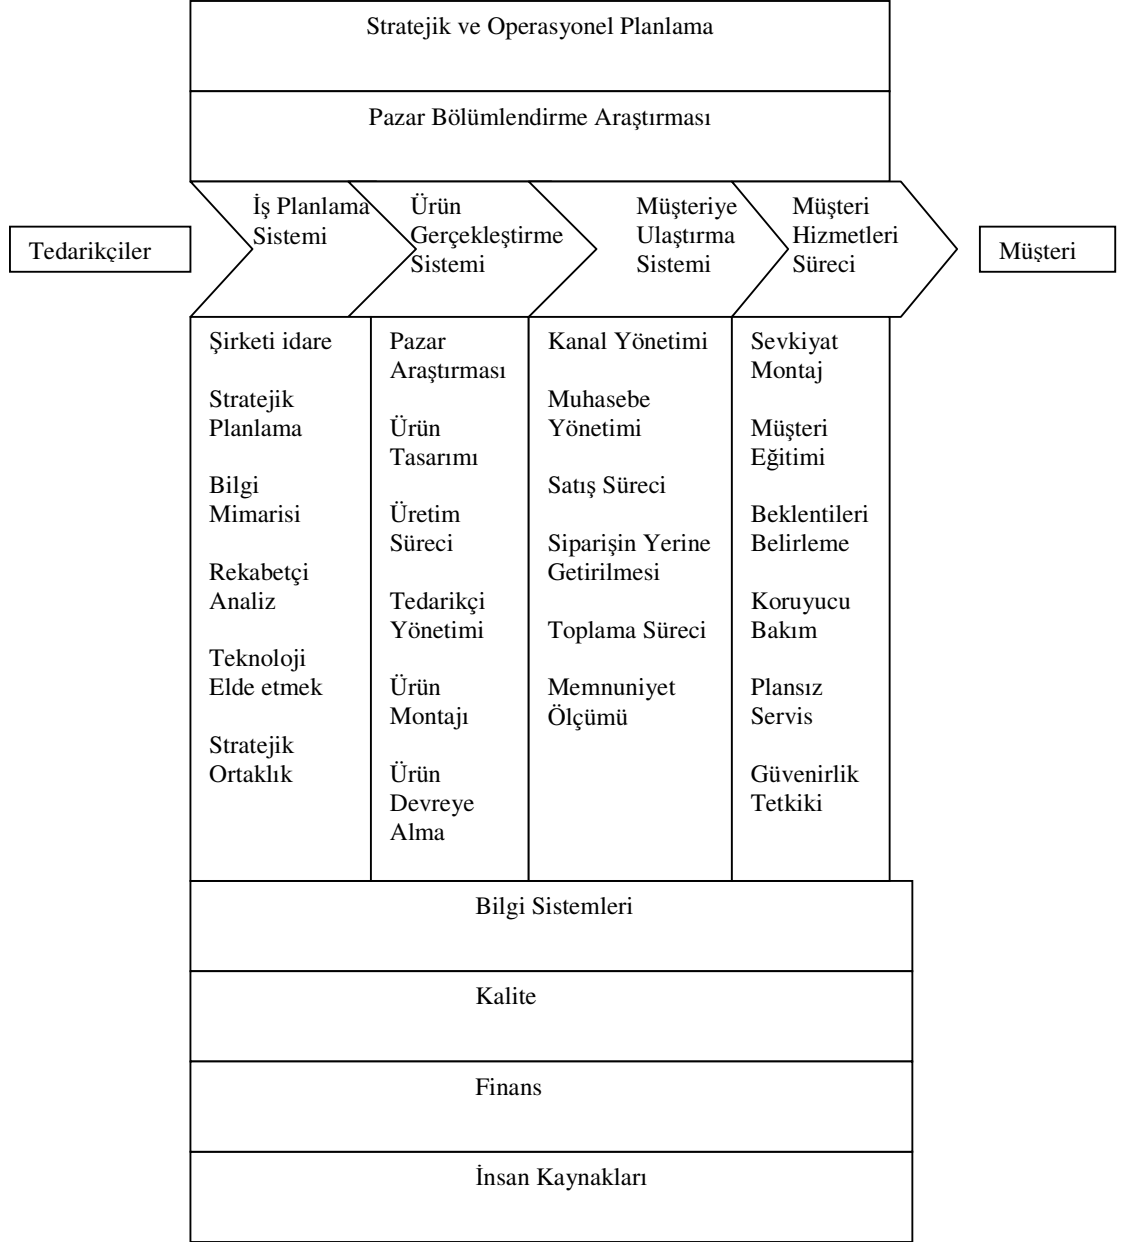 Stratejik ve Operasyonel Planlama
Pazar Bölümlendirme Araştırması
Tedarikçiler
İş Planlama
Sistemi
Ürün
Gerçekleştirme
Sistemi
Müşteriye
Ulaştırma
Sistemi
Müşteri
Hizmetleri
Süreci
Müşteri
Şirketi idare
Stratejik
Planlama
Bilgi
Mimarisi
Rekabetçi
Analiz
Teknoloji
Elde etmek
Stratejik
Ortaklık
Pazar
Araştırması
Ürün
Tasarımı
Üretim
Süreci
Tedarikçi
Yönetimi
Ürün
Montajı
Ürün
Devreye
Alma
Kanal Yönetimi
Muhasebe
Yönetimi
Satış Süreci
Siparişin Yerine
Getirilmesi
Toplama Süreci
Memnuniyet
Ölçümü
Sevkiyat
Montaj
Müşteri
Eğitimi
Beklentileri
Belirleme
Koruyucu
Bakım
Plansız
Servis
Güvenirlik
Tetkiki
Bilgi Sistemleri
Kalite
Finans
İnsan Kaynakları